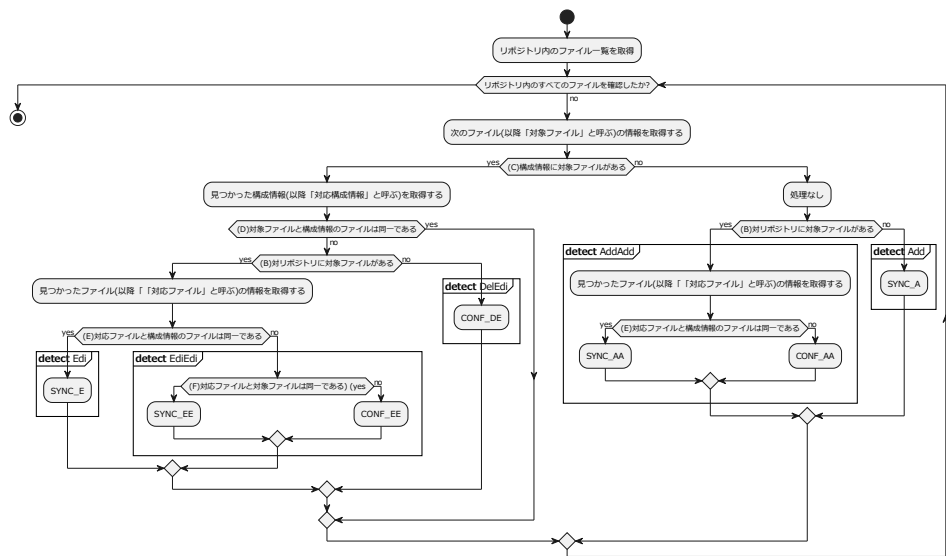 リポジトリ内のファイル一覧を取得
リポジトリ内のすべてのファイルを確認したか?
no
次のファイル(以降「対象ファイル」と呼ぶ)の情報を取得する
yes
(C)構成情報に対象ファイルがある
no
見つかった構成情報(以降「対応構成情報」と呼ぶ)を取得する
処理なし
(D)対象ファイルと構成情報のファイルは同一である
yes
no
yes
(B)対リポジトリに対象ファイルがある
no
yes
(B)対リポジトリに対象ファイルがある
no
detect AddAdd
detect Add
見つかったファイル(以降「「対応ファイル」と呼ぶ)の情報を取得する
detect DelEdi
見つかったファイル(以降「「対応ファイル」と呼ぶ)の情報を取得する
SYNC_A
CONF_DE
yes
(E)対応ファイルと構成情報のファイルは同一である
no
yes
(E)対応ファイルと構成情報のファイルは同一である
no
detect Edi
detect EdiEdi
SYNC_AA
CONF_AA
SYNC_E
(F)対応ファイルと対象ファイルは同一である) (yes
no
SYNC_EE
CONF_EE